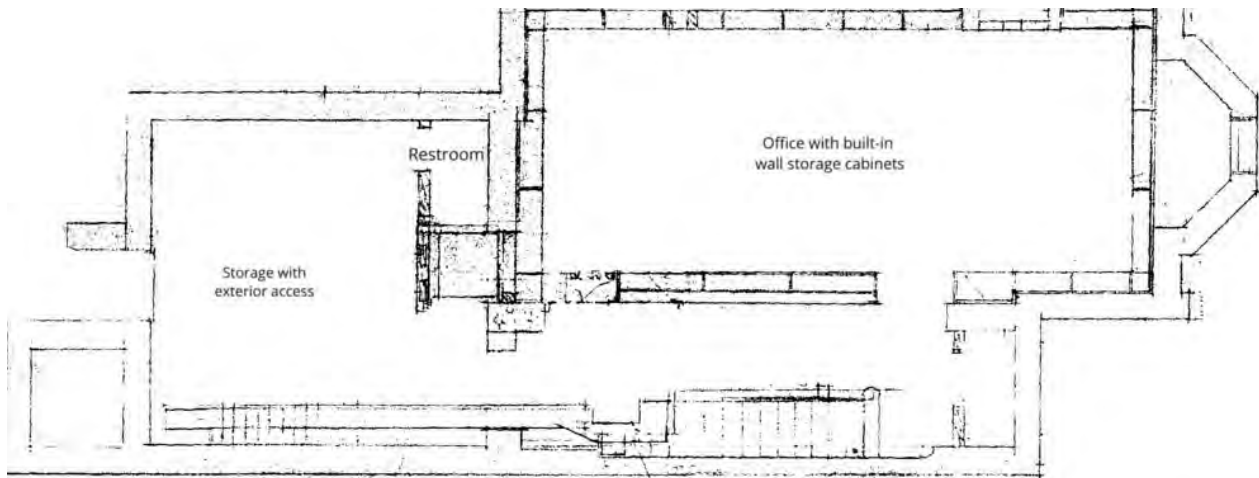 Restroom
Office with built-in
wall storage cabinets
Storage with
exterior access